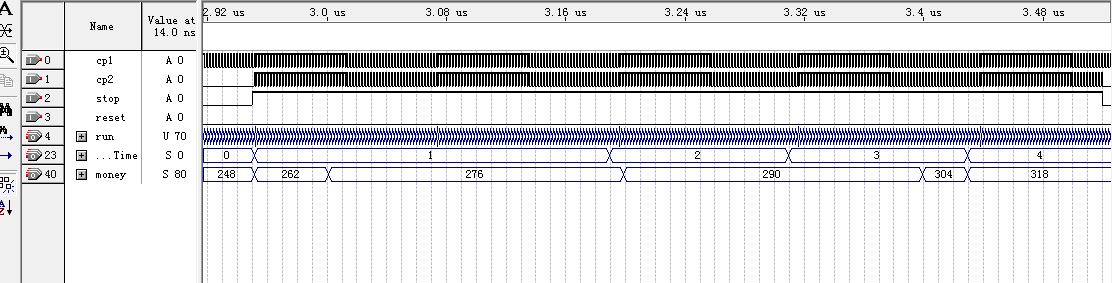 A
2.92 us 3.0 us 3.08 us 3.16 us 3.24 us 3.32 us 3.4 us 3.48 us
Name Value at
14.0 ns
0 cp1 A 0
1 cp2 A 0
2 stop A 0
3 reset A 0
4 run U 70
23 ...Time S 0 0 1 2 3 4
40 money S 80 248 262 276 290 304 318
A
Z